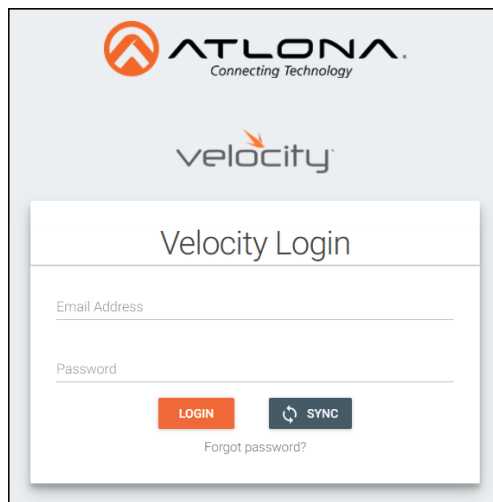 ATLONA.
Connecting Technology
velocity
Velocity Login
Email Address
Password
LOGIN
SYNC
Forgot password?